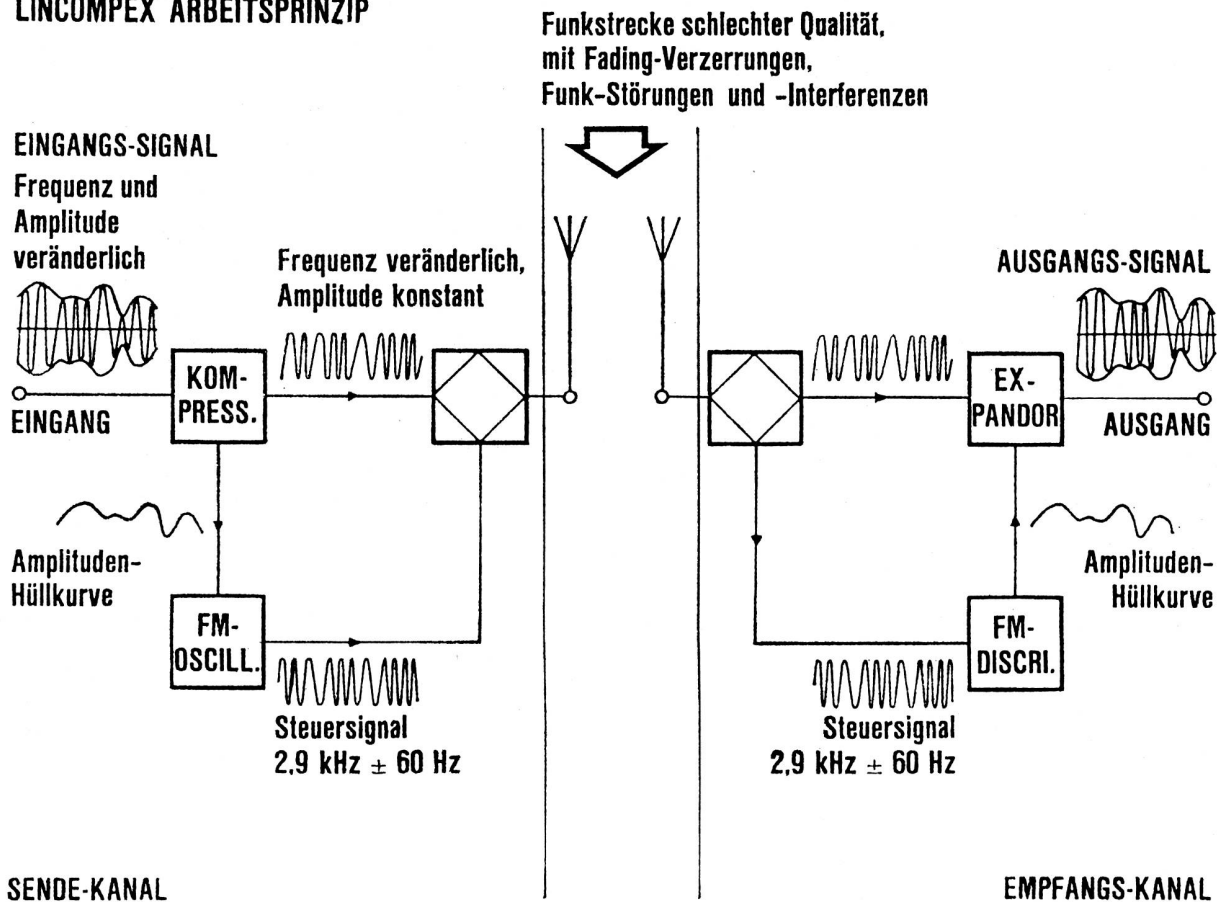 LINCOMPEX ARBEITSPRINZIP
Funkstrecke schlechter Qualität,
mit Fading-Verzerrungen,
Funk-Störungen und -Interferenzen
EINGANGS-SIGNAL
Frequenz und
Amplitude
veränderlich
Frequenz veränderlich,
Amplitude konstant
AUSGANGS-SIGNAL
KOM-
PRESS.
EX-
PANDOR
EINGANG
AUSGANG
Amplituden-
Hüllkurve
Amplituden-
Hüllkurve
FM-
OSCILL.
FM-
DISCRI.
Steuersignal
2,9 kHz ± 60 Hz
Steuersignal
2,9 kHz ± 60 Hz
SENDE-KANAL
EMPFANGS-KANAL